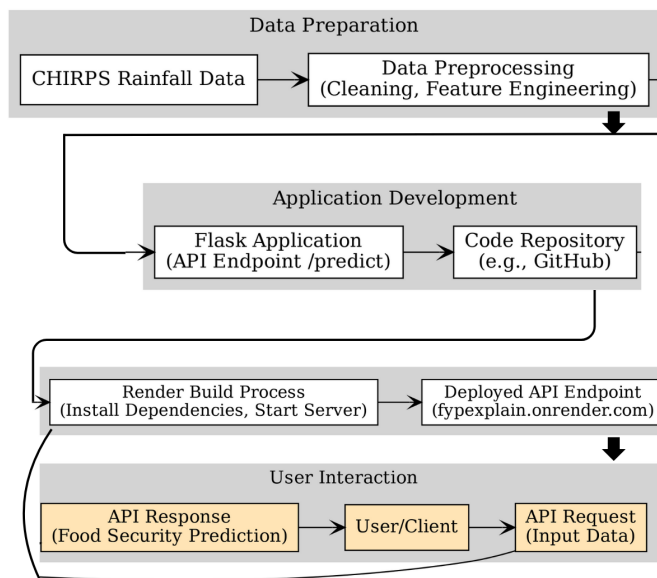 Data Preparation
CHIRPS Rainfall Data
Data Preprocessing
(Cleaning, Feature Engineering)
Application Development
Flask Application
(API Endpoint /predict)
Code Repository
(e.g., GitHub)
Render Build Process
(Install Dependencies, Start Server)
Deployed API Endpoint
(fypexplain.onrender.com)
User Interaction
API Response
(Food Security Prediction)
User/Client
API Request
(Input Data)